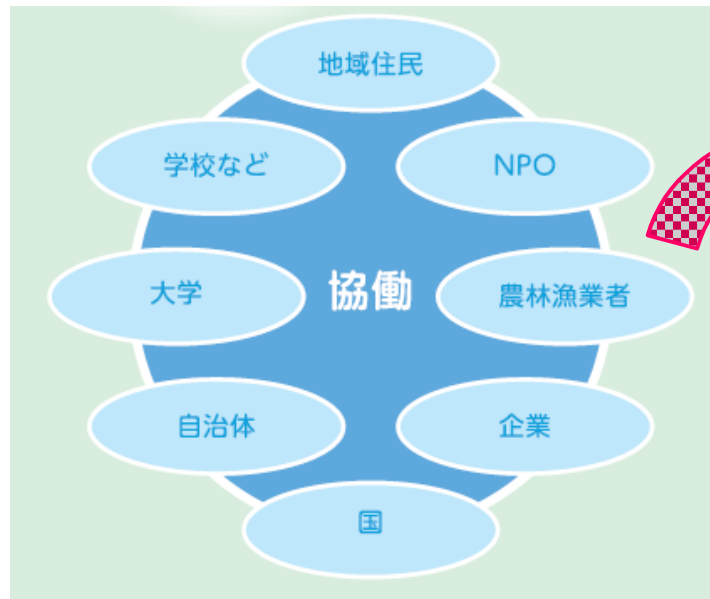 地域住民
学校など
NPO
大学
協働
農林漁業者
自治体
企業
国